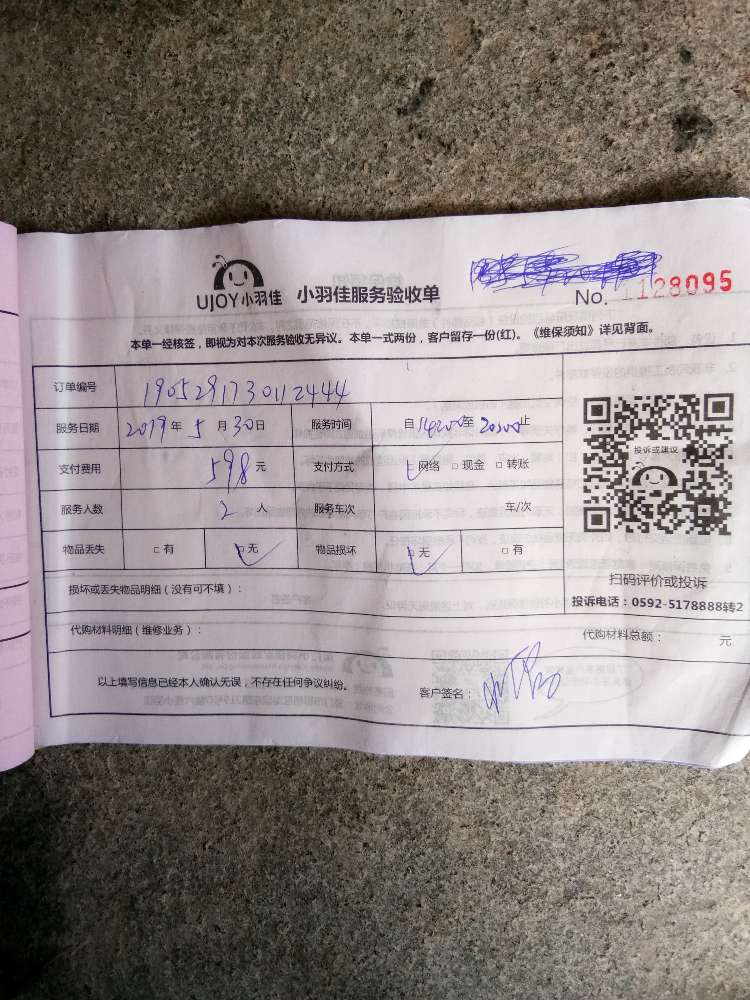 UJOY小羽佳 小羽佳服务验收单
No. 1128095
本单一经核签，即视为对本次服务验收无异议。本单一式两份，客户留存一份(红)。《维保须知》详见背面。
订单编号 1905291730112444
服务日期 2019年5月30日 服务时间 自14:00至20:00止
支付费用 598元 支付方式 □网络 □现金 □转账
服务人数 2人 服务车次 车/次
物品丢失 □有 □无 物品损坏 □无 □有
投诉或建议
扫码评价或投诉
投诉电话：0592-5178888转2
损坏或丢失物品明细（没有可不填）：
代购材料明细（维修业务）： 代购材料总额： 元
以上填写信息已经本人确认无误，不存在任何争议纠纷。 客户签名：